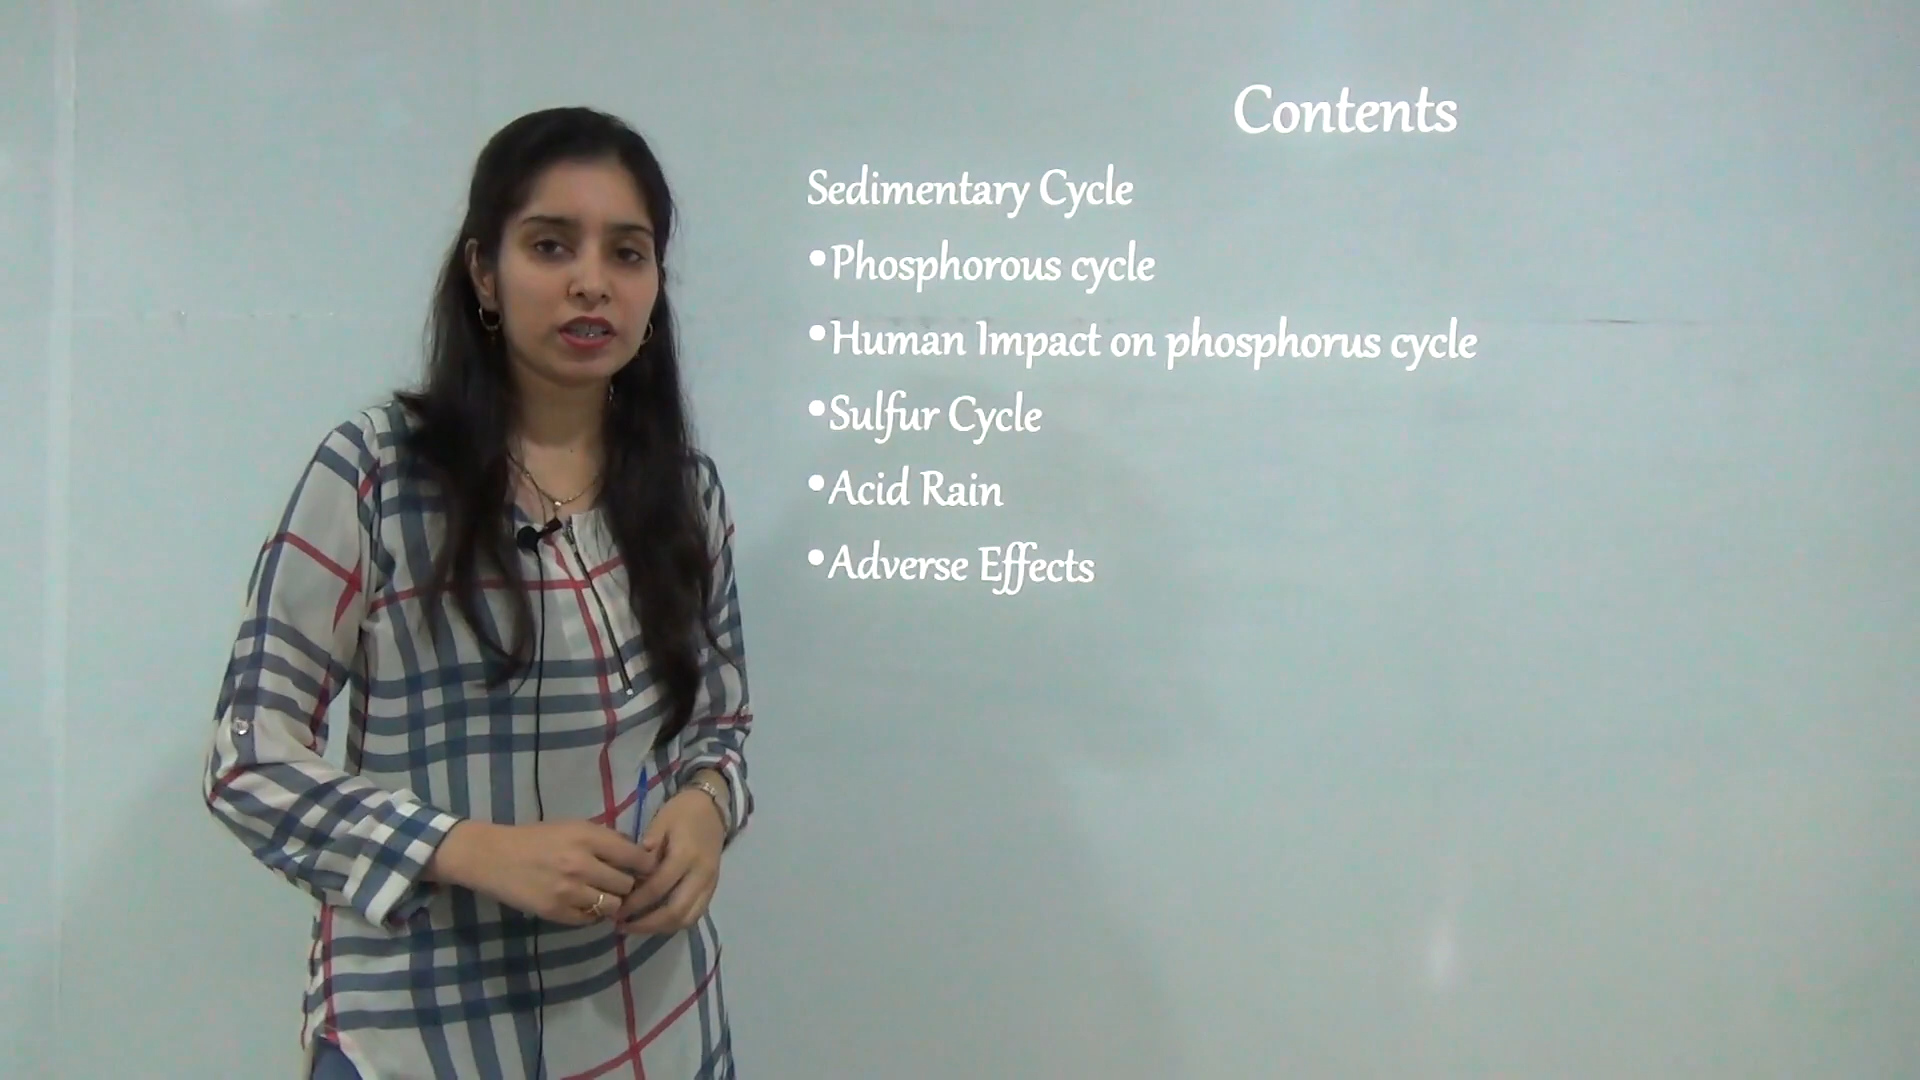 Contents
Sedimentary Cycle
•Phosphorous cycle
•Human Impact on phosphorus cycle
•Sulfur Cycle
•Acid Rain
•Adverse Effects